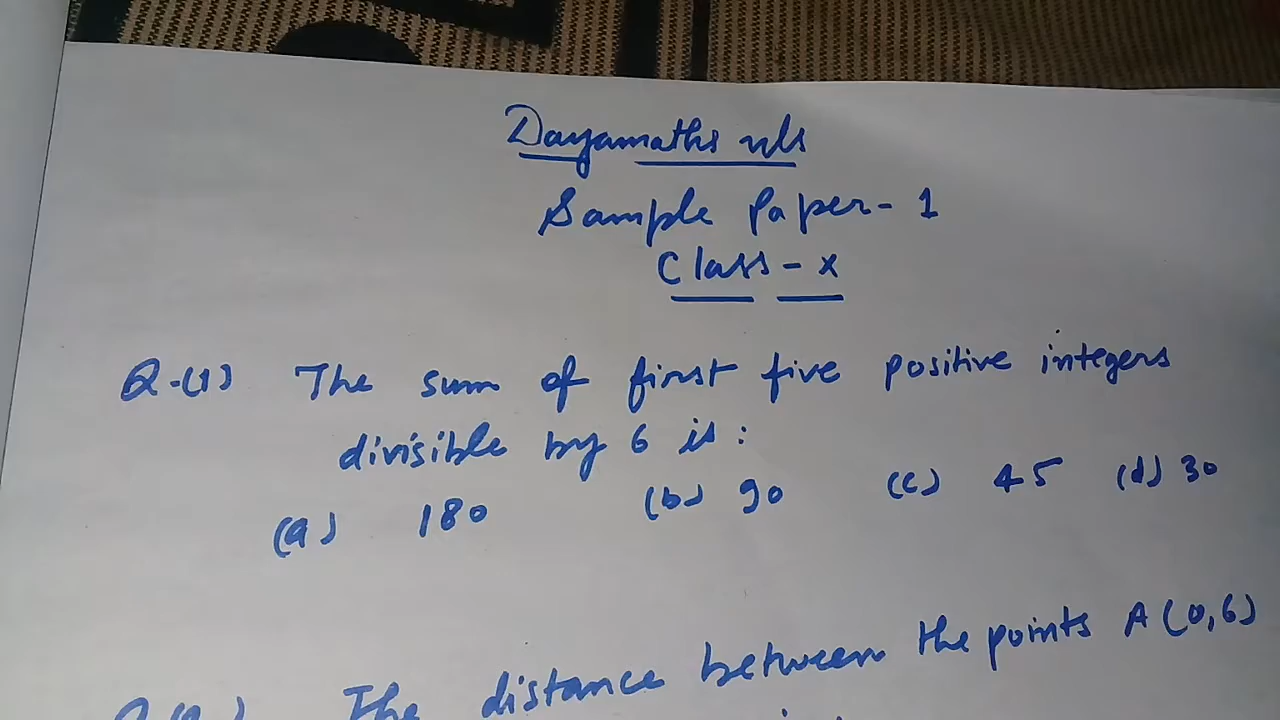 Dayamaths nls
Sample Paper-1
Class-X
Q.(1) The sum of first five positive integers
divisible by 6 is:
(a) 180 (b) 90 (c) 45 (d) 30
The distance between the points A(0,6)